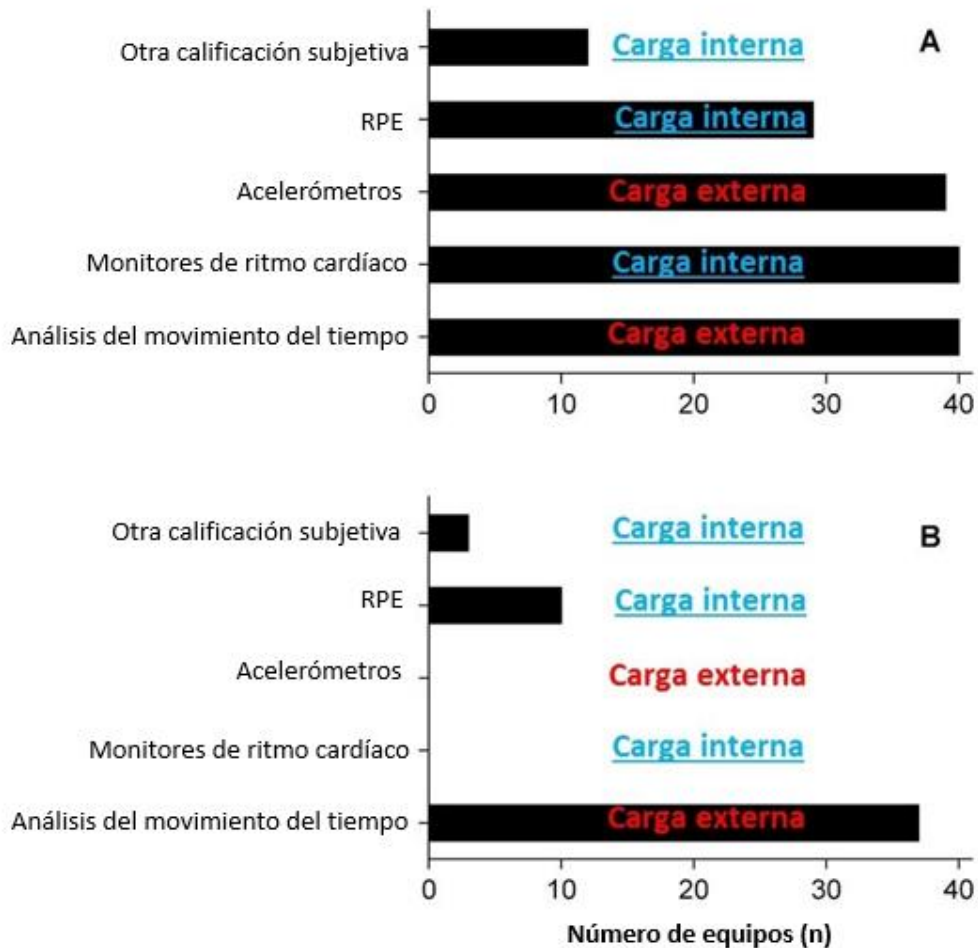 A
Otra calificación subjetiva Carga interna
RPE Carga interna
Acelerómetros Carga externa
Monitores de ritmo cardíaco Carga interna
Análisis del movimiento del tiempo Carga externa
0 10 20 30 40
B
Otra calificación subjetiva Carga interna
RPE Carga interna
Acelerómetros Carga externa
Monitores de ritmo cardíaco Carga interna
Análisis del movimiento del tiempo Carga externa
0 10 20 30 40
Número de equipos (n)